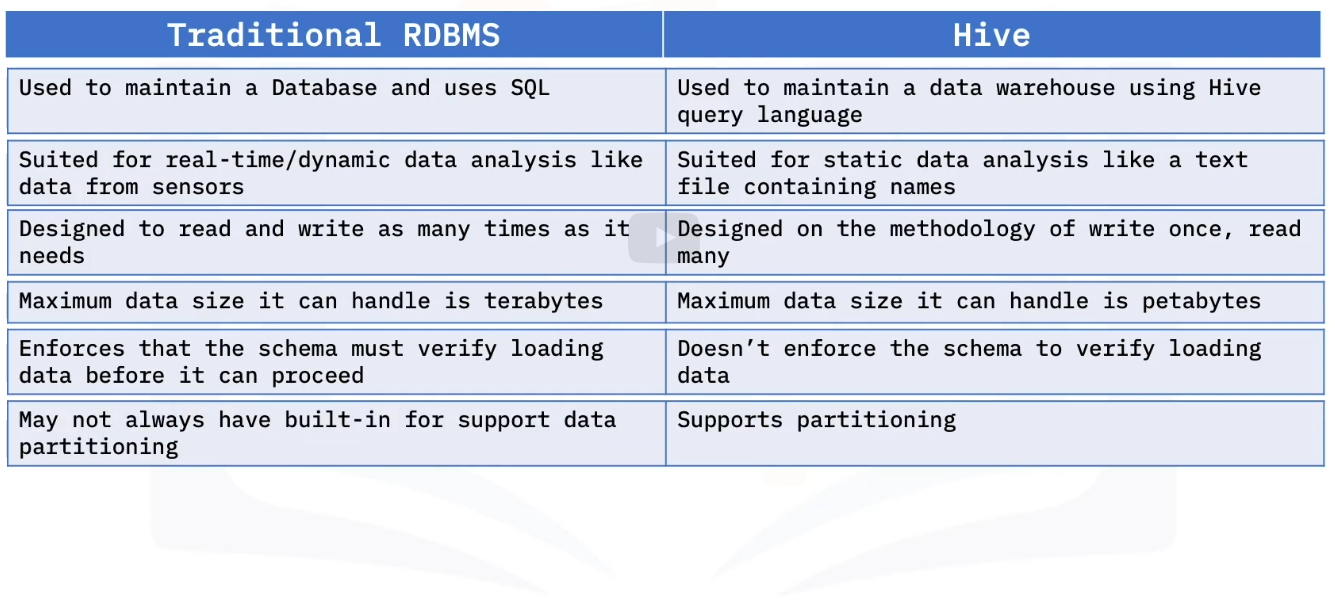 Traditional RDBMS
Hive
Used to maintain a Database and uses SQL
Used to maintain a data warehouse using Hive
query language
Suited for real-time/dynamic data analysis like
data from sensors
Suited for static data analysis like a text
file containing names
Designed to read and write as many times as it
needs
Designed on the methodology of write once, read
many
Maximum data size it can handle is terabytes
Maximum data size it can handle is petabytes
Enforces that the schema must verify loading
data before it can proceed
Doesn’t enforce the schema to verify loading
data
May not always have built-in for support data
partitioning
Supports partitioning